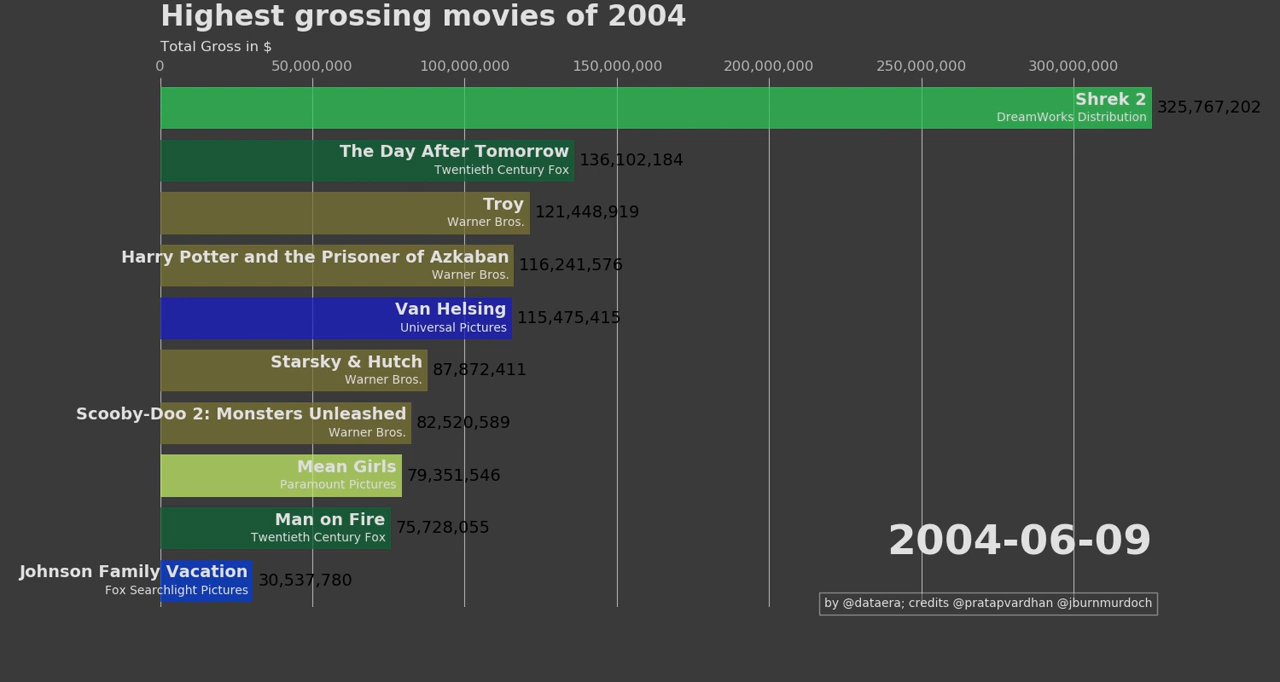 Highest grossing movies of 2004
Total Gross in $
0 50,000,000 100,000,000 150,000,000 200,000,000 250,000,000 300,000,000
Shrek 2
DreamWorks Distribution
325,767,202
The Day After Tomorrow
Twentieth Century Fox
136,102,184
Troy
Warner Bros.
121,448,919
Harry Potter and the Prisoner of Azkaban
Warner Bros.
116,241,576
Van Helsing
Universal Pictures
115,475,415
Starsky & Hutch
Warner Bros.
87,872,411
Scooby-Doo 2: Monsters Unleashed
Warner Bros.
82,520,589
Mean Girls
Paramount Pictures
79,351,546
Man on Fire
Twentieth Century Fox
75,728,055
Johnson Family Vacation
Fox Searchlight Pictures
30,537,780
2004-06-09
by @dataera; credits @pratapvardhan @jburnmurdoch